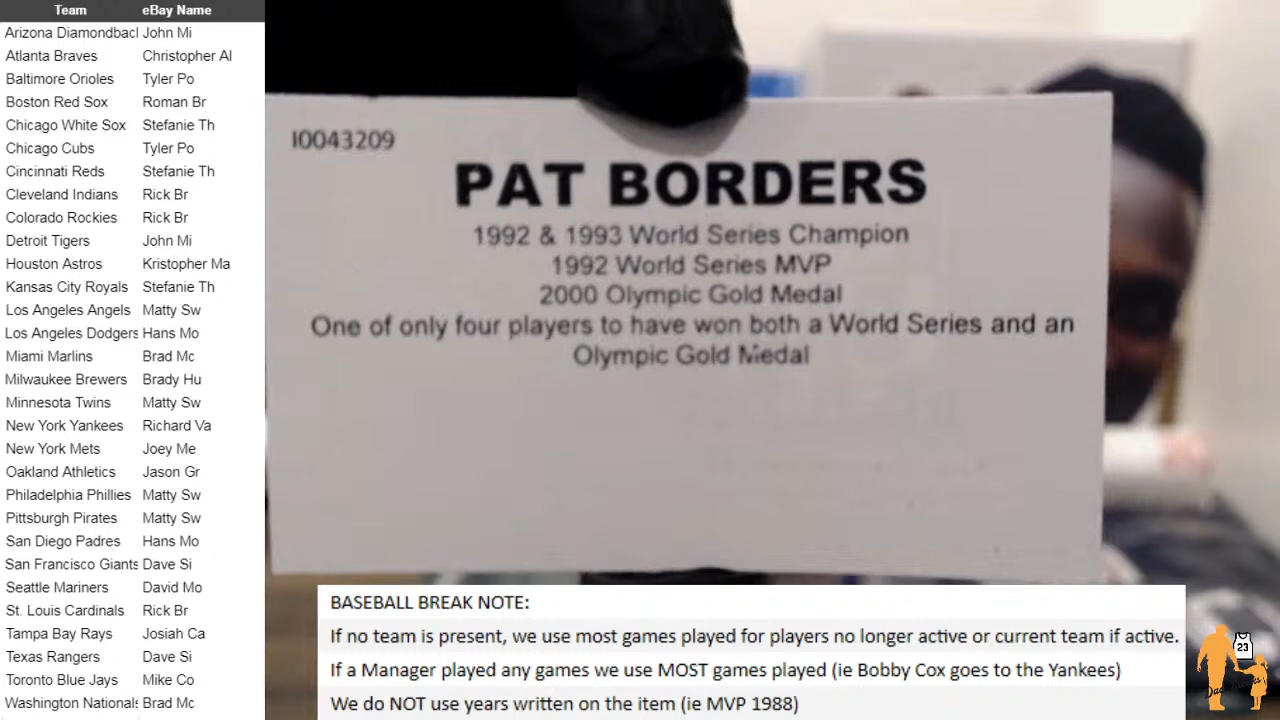 Team eBay Name
Arizona Diamondbacl John Mi
Atlanta Braves Christopher Al
Baltimore Orioles Tyler Po
Boston Red Sox Roman Br
Chicago White Sox Stefanie Th
Chicago Cubs Tyler Po
Cincinnati Reds Stefanie Th
Cleveland Indians Rick Br
Colorado Rockies Rick Br
Detroit Tigers John Mi
Houston Astros Kristopher Ma
Kansas City Royals Stefanie Th
Los Angeles Angels Matty Sw
Los Angeles Dodgers Hans Mo
Miami Marlins Brad Mc
Milwaukee Brewers Brady Hu
Minnesota Twins Matty Sw
New York Yankees Richard Va
New York Mets Joey Me
Oakland Athletics Jason Gr
Philadelphia Phillies Matty Sw
Pittsburgh Pirates Matty Sw
San Diego Padres Hans Mo
San Francisco Giants Dave Si
Seattle Mariners David Mo
St. Louis Cardinals Rick Br
Tampa Bay Rays Josiah Ca
Texas Rangers Dave Si
Toronto Blue Jays Mike Co
Washington Nationals Brad Mc
I0043209
PAT BORDERS
1992 & 1993 World Series Champion
1992 World Series MVP
2000 Olympic Gold Medal
One of only four players to have won both a World Series and an
Olympic Gold Medal
BASEBALL BREAK NOTE:
If no team is present, we use most games played for players no longer active or current team if active.
If a Manager played any games we use MOST games played (ie Bobby Cox goes to the Yankees)
We do NOT use years written on the item (ie MVP 1988)
23